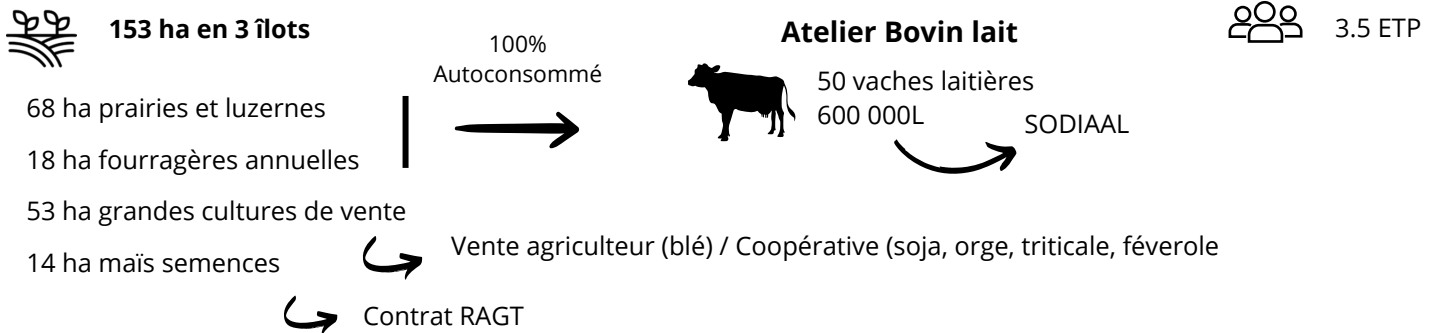 153 ha en 3 îlots
68 ha prairies et luzernes
18 ha fourragères annuelles
53 ha grandes cultures de vente
14 ha maïs semences
100%
Autoconsommé
Atelier Bovin lait
50 vaches laitières
600 000L
SODIAAL
3.5 ETP
Vente agriculteur (blé) / Coopérative (soja, orge, triticale, féverole
Contrat RAGT